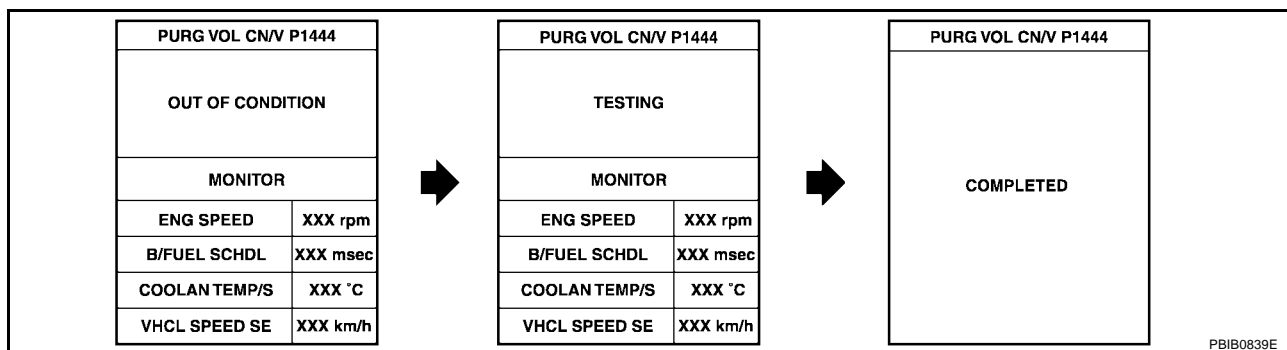 PURG VOL CN/V P1444
OUT OF CONDITION
MONITOR
ENG SPEED XXX rpm
B/FUEL SCHDL XXX msec
COOLAN TEMP/S XXX °C
VHCL SPEED SE XXX km/h
PURG VOL CN/V P1444
TESTING
MONITOR
ENG SPEED XXX rpm
B/FUEL SCHDL XXX msec
COOLAN TEMP/S XXX °C
VHCL SPEED SE XXX km/h
PURG VOL CN/V P1444
COMPLETED
PBIB0839E